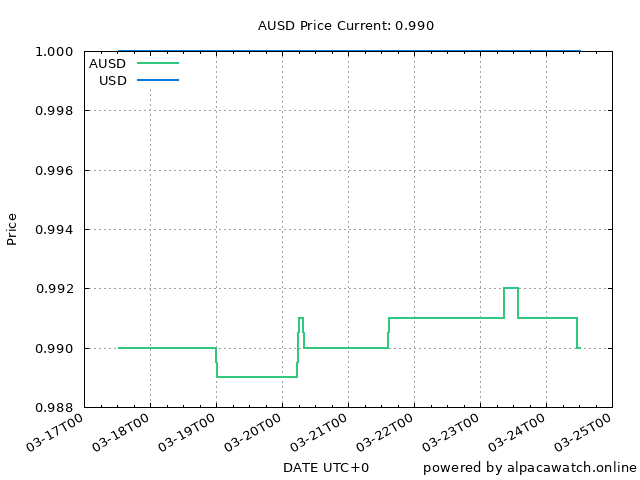 AUSD Price Current: 0.990
1.000
AUSD
USD
0.998
0.996
0.994
Price
0.992
0.990
0.988
03-17T00
03-18T00
03-19T00
03-20T00
03-21T00
03-22T00
03-23T00
03-24T00
03-25T00
DATE UTC+0
powered by alpacawatch.online